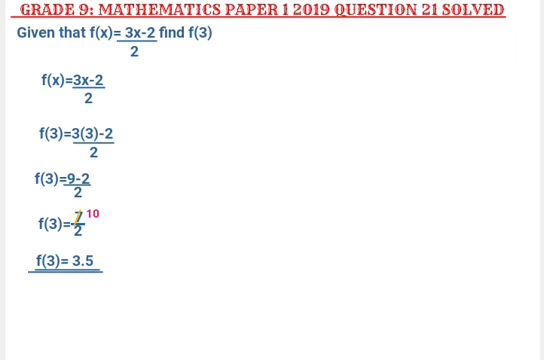 GRADE 9: MATHEMATICS PAPER 1 2019 QUESTION 21 SOLVED
Given that f(x)= 3x-2 find f(3)
2
f(x)=3x-2
2
f(3)=3(3)-2
2
f(3)=9-2
2
f(3)=7 10
2
f(3)= 3.5